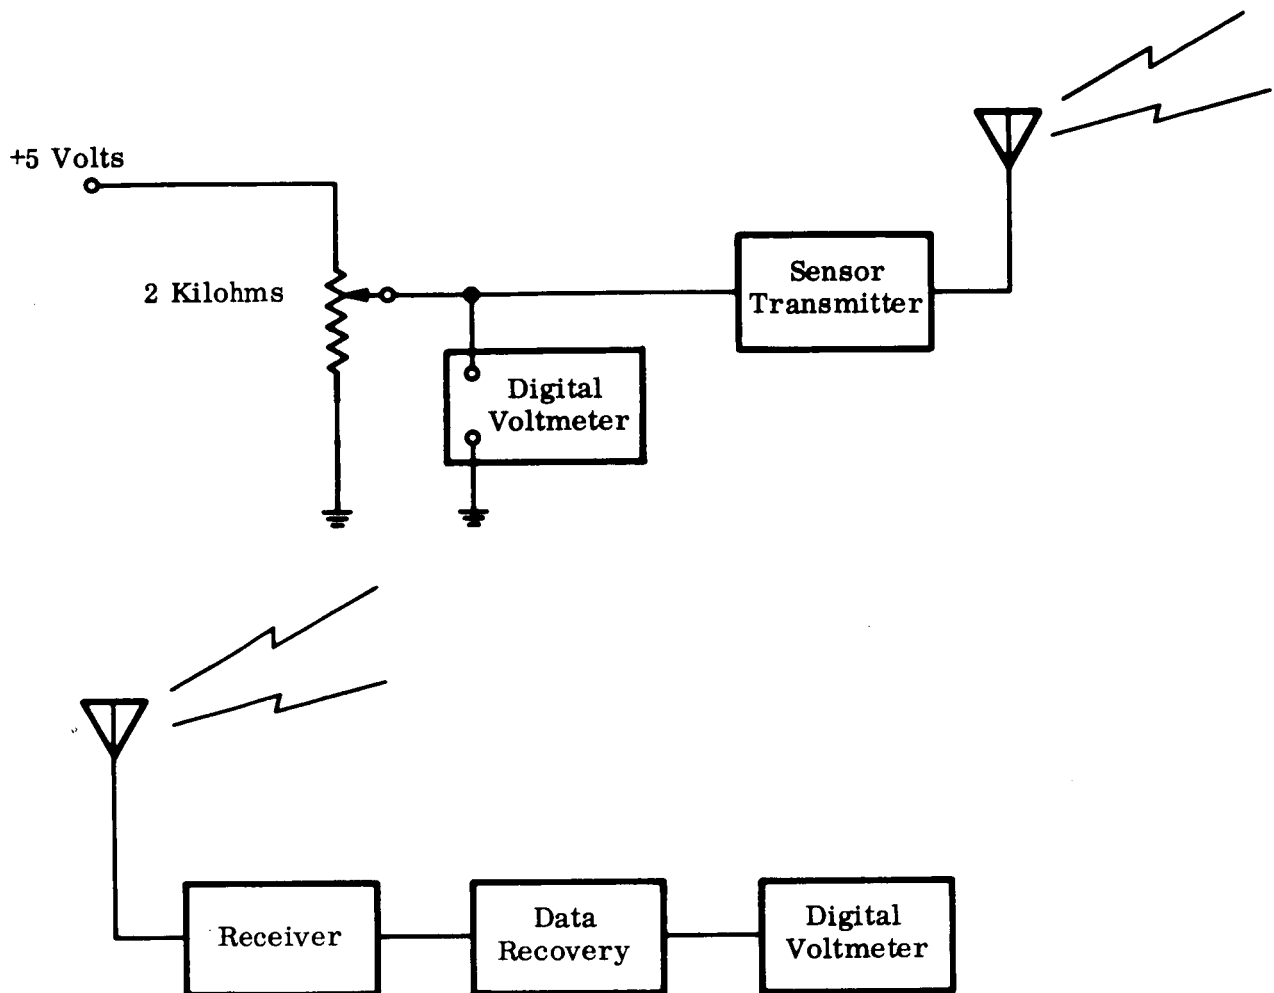 +5 Volts
2 Kilohms
Sensor
Transmitter
Digital
Voltmeter
Receiver
Data
Recovery
Digital
Voltmeter